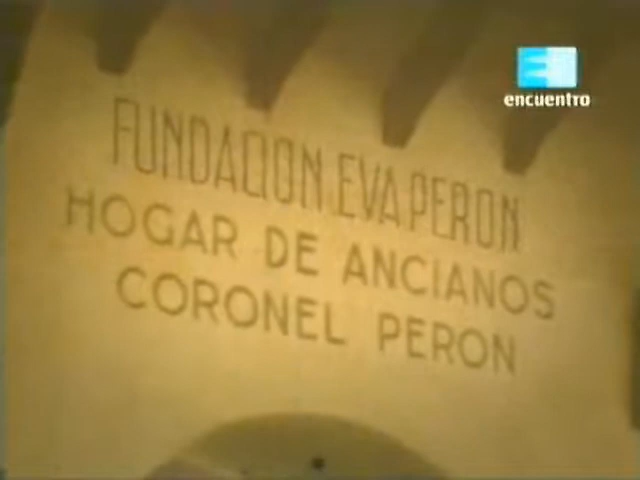 E
encuentro
FUNDACION EVA PERON
HOGAR DE ANCIANOS
CORONEL PERON